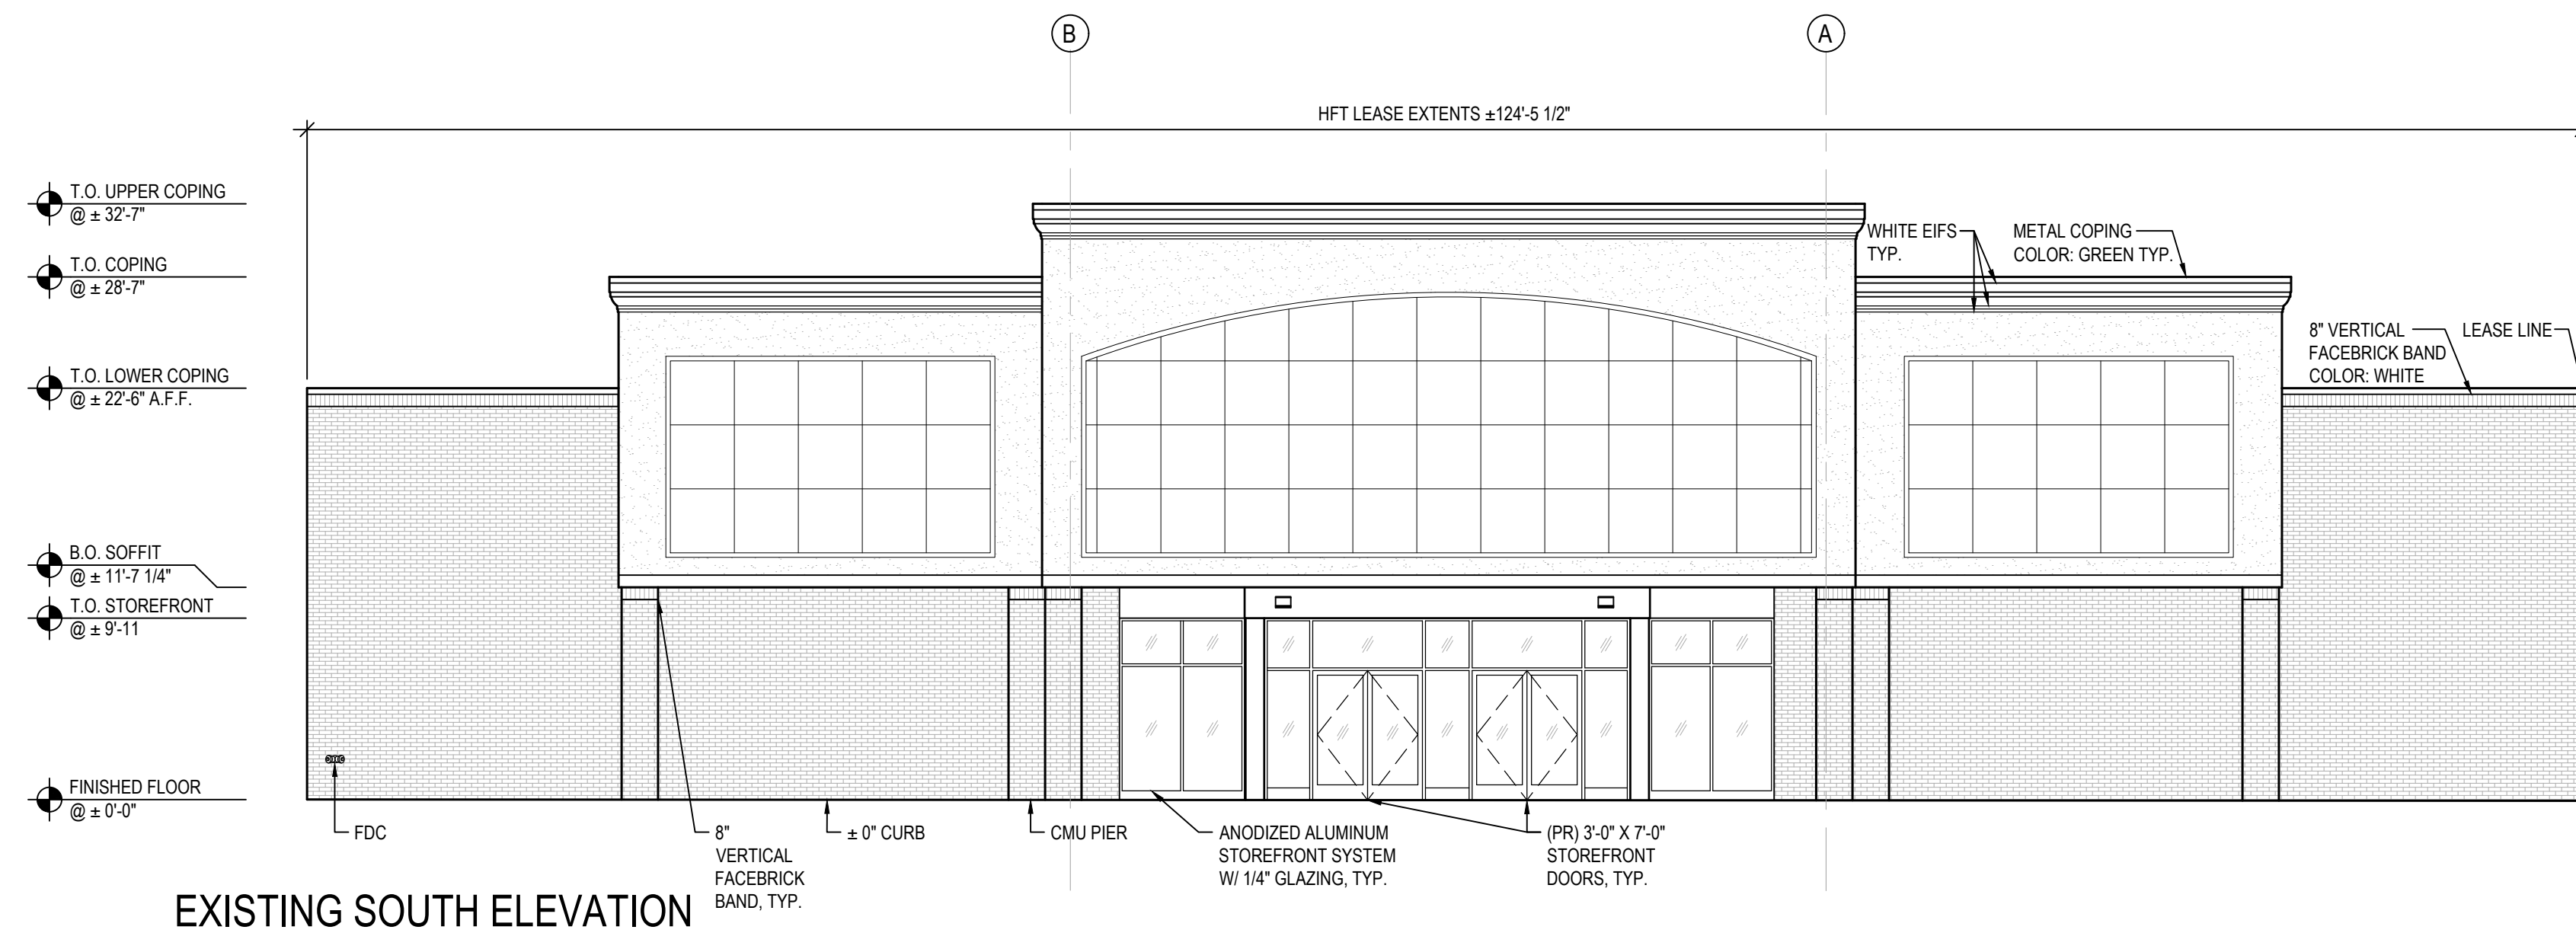 B
A
HFT LEASE EXTENTS ±124'-5 1/2"
T.O. UPPER COPING
@ ± 32'-7"
T.O. COPING
@ ± 28'-7"
T.O. LOWER COPING
@ ± 22'-6" A.F.F.
B.O. SOFFIT
@ ± 11'-7 1/4"
T.O. STOREFRONT
@ ± 9'-11
FINISHED FLOOR
@ ± 0'-0"
WHITE EIFS
TYP.
METAL COPING
COLOR: GREEN TYP.
8" VERTICAL
FACEBRICK BAND
COLOR: WHITE
LEASE LINE
FDC
8"
VERTICAL
FACEBRICK
BAND, TYP.
± 0" CURB
CMU PIER
ANODIZED ALUMINUM
STOREFRONT SYSTEM
W/ 1/4" GLAZING, TYP.
(PR) 3'-0" X 7'-0"
STOREFRONT
DOORS, TYP.
EXISTING SOUTH ELEVATION